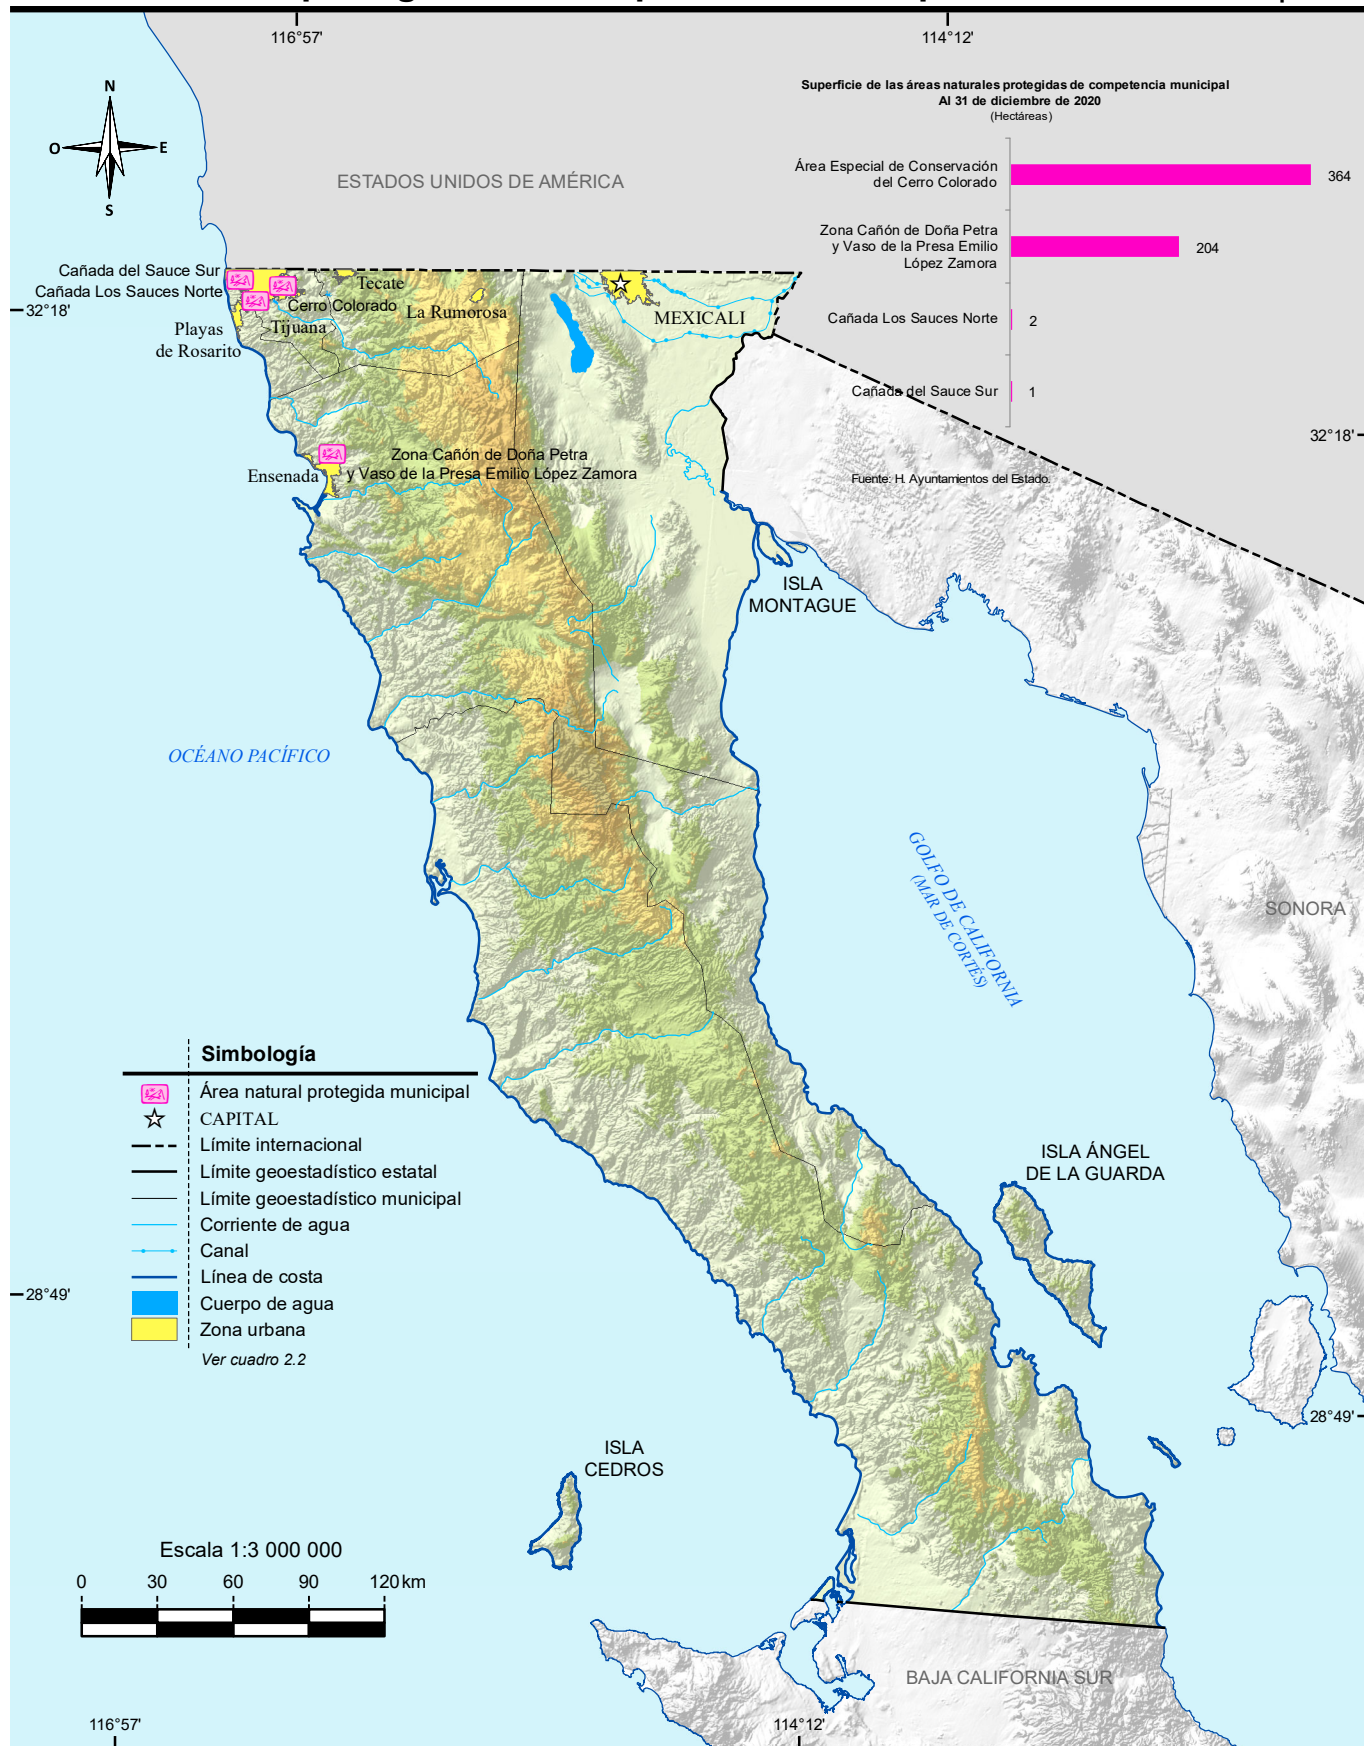 116°57'
114°12'
N
O
E
S
Superficie de las áreas naturales protegidas de competencia municipal
Al 31 de diciembre de 2020
(Hectáreas)
Área Especial de Conservación
del Cerro Colorado
364
Zona Cañón de Doña Petra
y Vaso de la Presa Emilio
López Zamora
204
Cañada Los Sauces Norte
2
Cañada del Sauce Sur
1
Fuente: H. Ayuntamientos del Estado.
ESTADOS UNIDOS DE AMÉRICA
Cañada del Sauce Sur
Cañada Los Sauces Norte
32°18'
Playas
de Rosarito
Tijuana
Cerro Colorado
Tecate
La Rumorosa
MEXICALI
32°18'
Ensenada
Zona Cañón de Doña Petra
y Vaso de la Presa Emilio López Zamora
ISLA
MONTAGUE
OCÉANO PACÍFICO
GOLFO DE CALIFORNIA
(MAR DE CORTÉS)
SONORA
Simbología
Área natural protegida municipal
CAPITAL
Límite internacional
Límite geoestadístico estatal
Límite geoestadístico municipal
Corriente de agua
Canal
Línea de costa
Cuerpo de agua
Zona urbana
Ver cuadro 2.2
ISLA ÁNGEL
DE LA GUARDA
28°49'
28°49'
ISLA
CEDROS
Escala 1:3 000 000
0 30 60 90 120 km
BAJA CALIFORNIA SUR
116°57'
114°12'